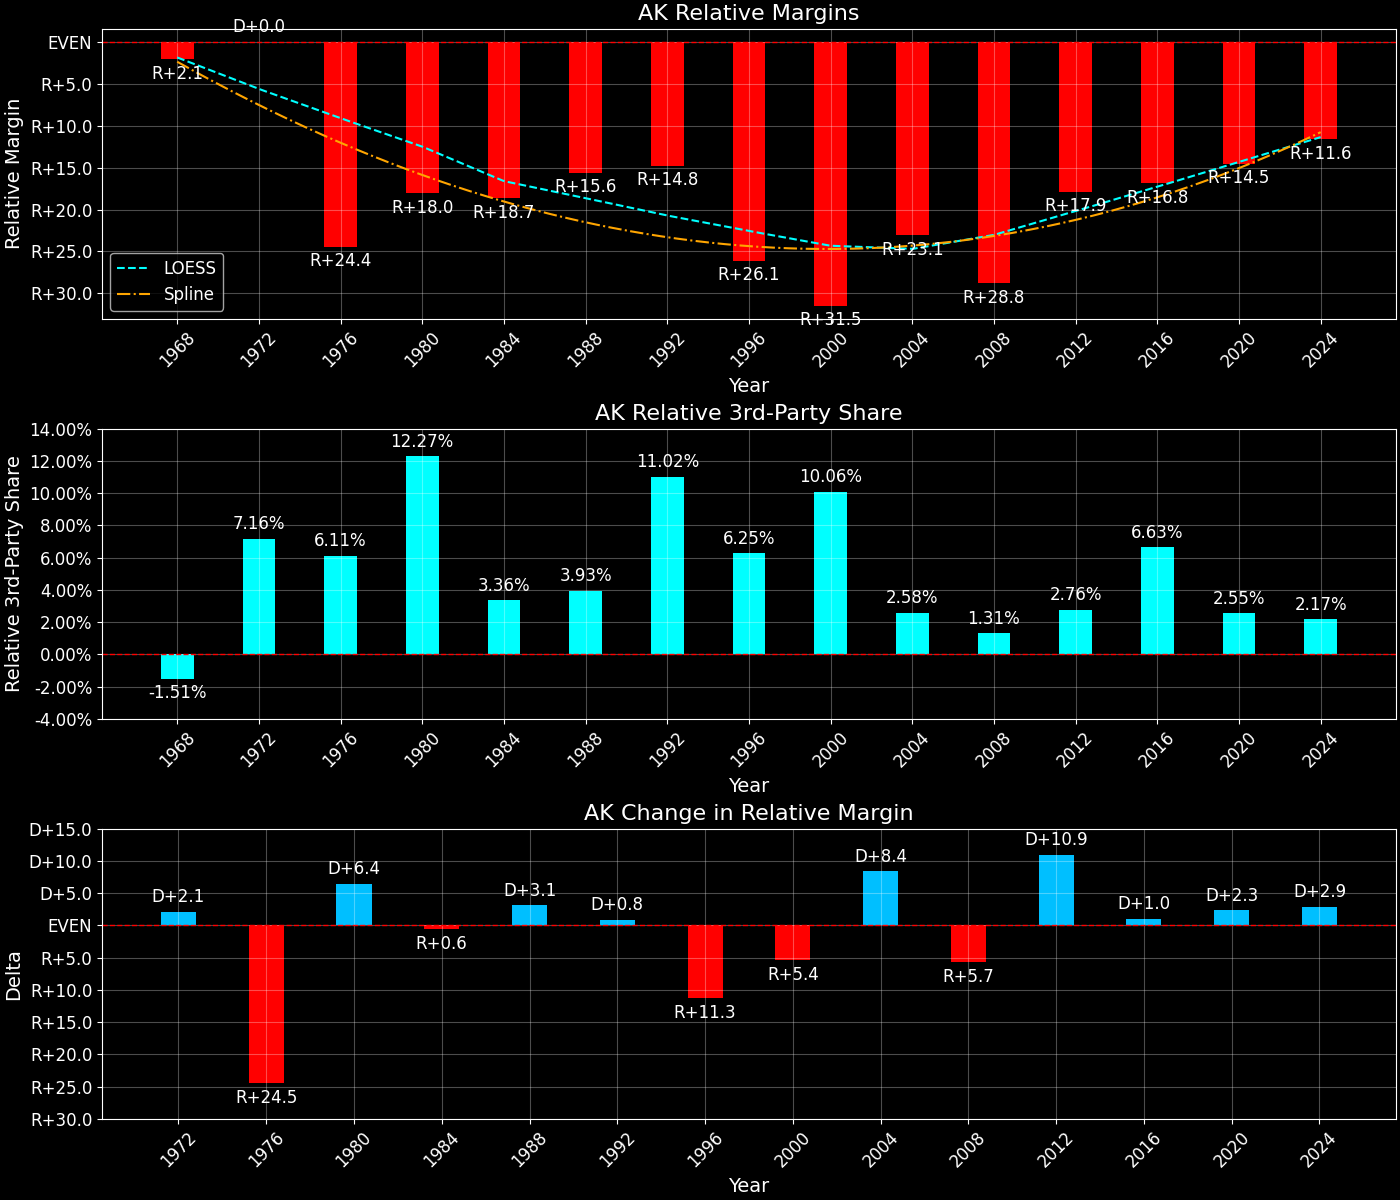 AK Relative Margins
D+0.0
EVEN
R+5.0
R+10.0
R+15.0
R+20.0
R+25.0
R+30.0
Relative Margin
R+2.1
R+24.4
R+18.0
R+18.7
R+15.6
R+14.8
R+26.1
R+31.5
R+23.1
R+28.8
R+17.9
R+16.8
R+14.5
R+11.6
LOESS
Spline
1968
1972
1976
1980
1984
1988
1992
1996
2000
2004
2008
2012
2016
2020
2024
Year
AK Relative 3rd-Party Share
14.00%
12.00%
10.00%
8.00%
6.00%
4.00%
2.00%
0.00%
-2.00%
-4.00%
Relative 3rd-Party Share
-1.51%
7.16%
6.11%
12.27%
3.36%
3.93%
11.02%
6.25%
10.06%
2.58%
1.31%
2.76%
6.63%
2.55%
2.17%
1968
1972
1976
1980
1984
1988
1992
1996
2000
2004
2008
2012
2016
2020
2024
Year
AK Change in Relative Margin
D+15.0
D+10.0
D+5.0
EVEN
R+5.0
R+10.0
R+15.0
R+20.0
R+25.0
R+30.0
Delta
D+2.1
R+24.5
D+6.4
R+0.6
D+3.1
D+0.8
R+11.3
R+5.4
D+8.4
R+5.7
D+10.9
D+1.0
D+2.3
D+2.9
1972
1976
1980
1984
1988
1992
1996
2000
2004
2008
2012
2016
2020
2024
Year